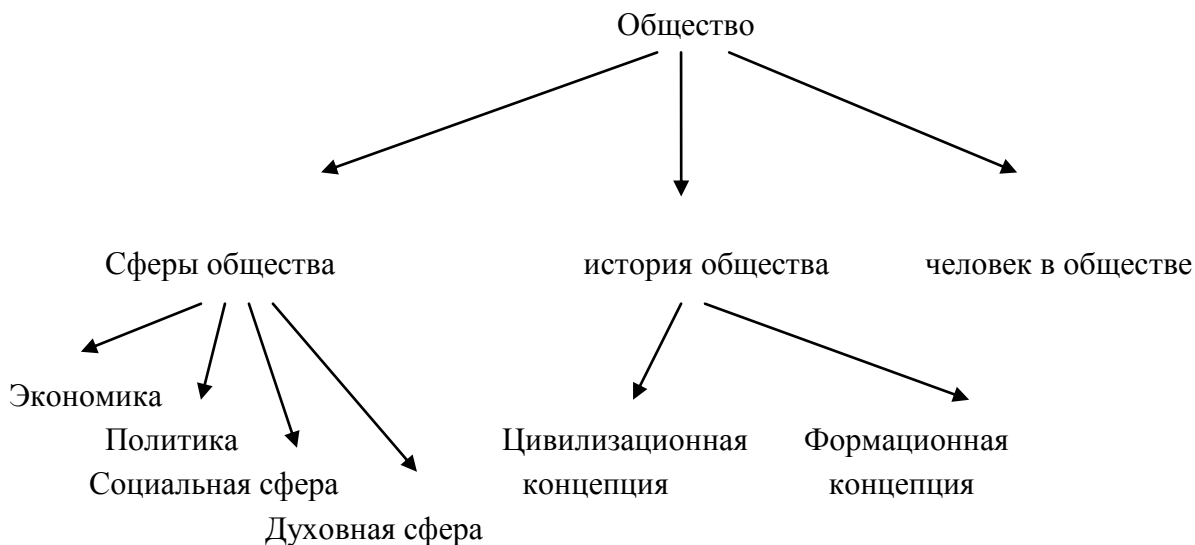 Общество
Сферы общества
история общества
человек в обществе
Экономика
Политика
Социальная сфера
Духовная сфера
Цивилизационная
концепция
Формационная
концепция